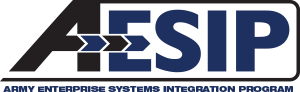 AESIP
ARMY ENTERPRISE SYSTEMS INTEGRATION PROGRAM